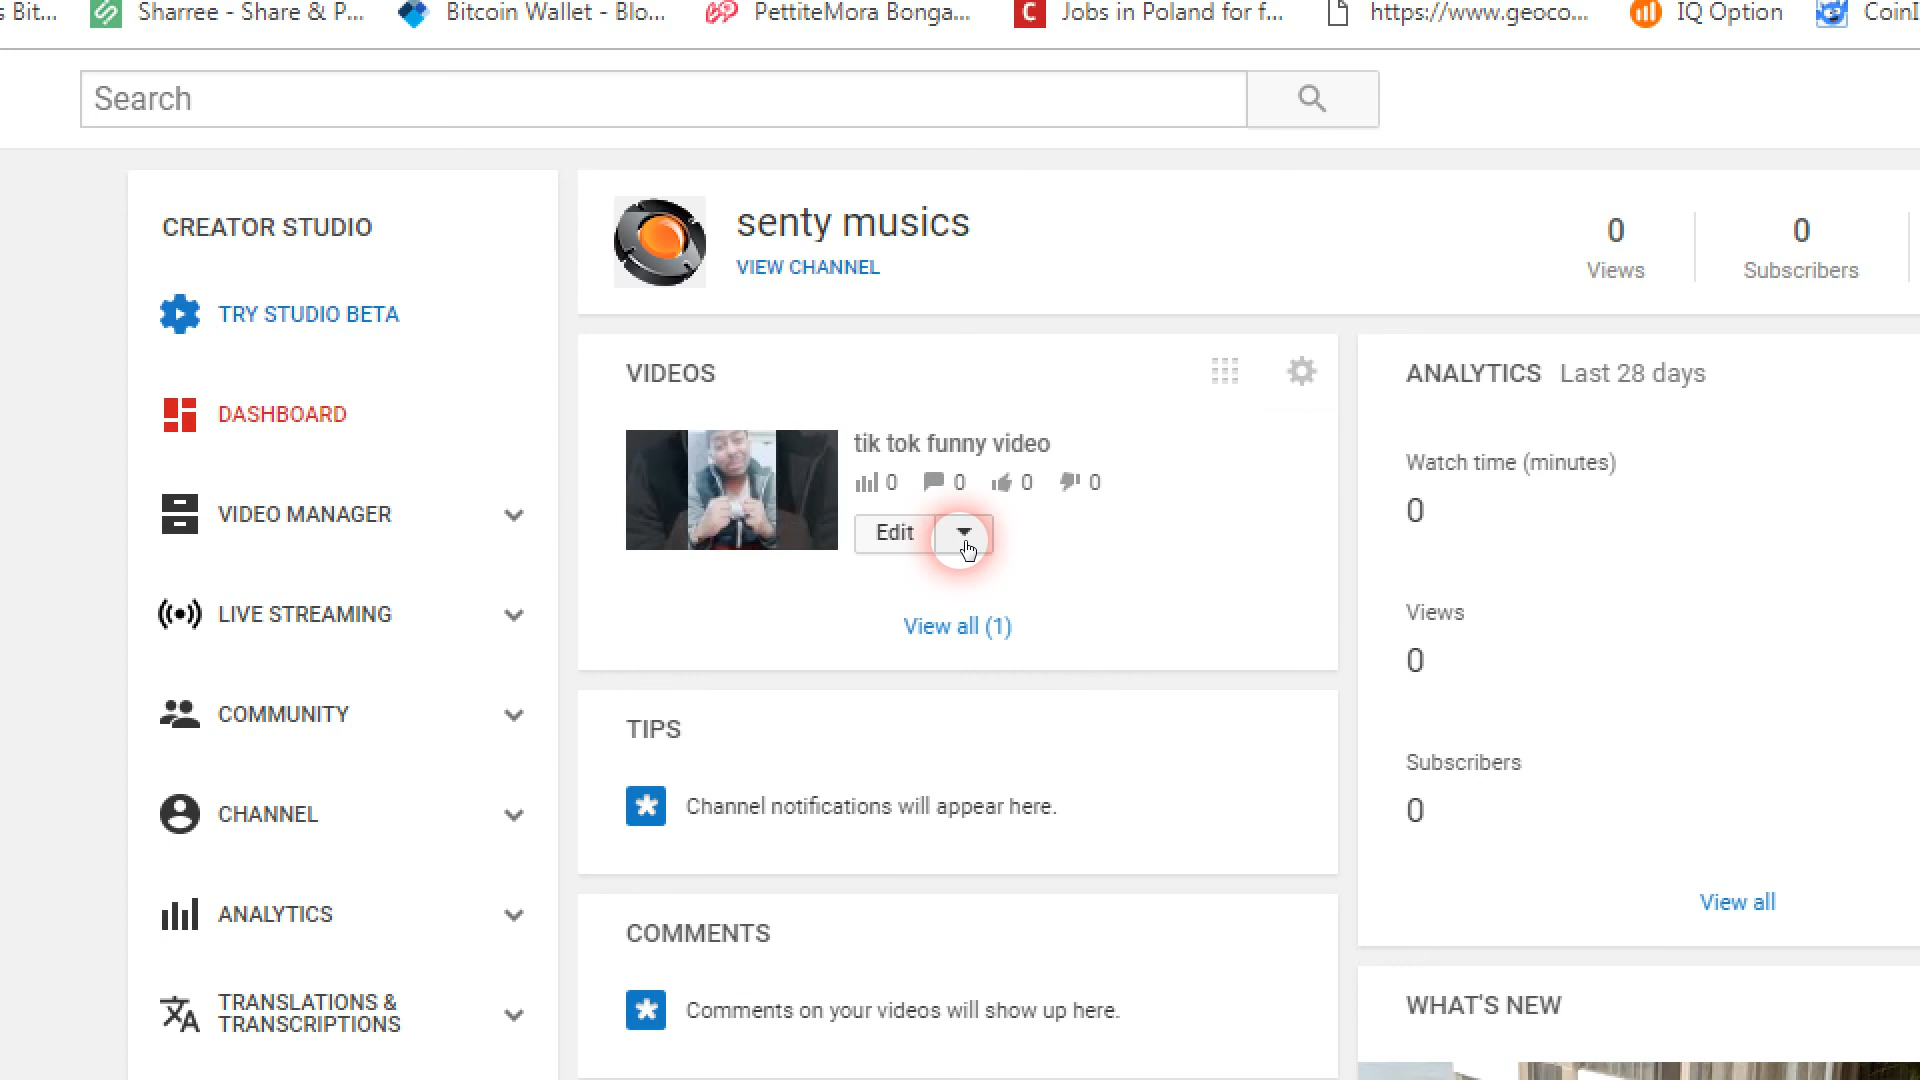 s Bit...
Sharree - Share & P...
Bitcoin Wallet - Blo...
PettiteMora Bonga...
C
Jobs in Poland for f...
https://www.geoco...
IQ Option
CoinI
Search
CREATOR STUDIO
TRY STUDIO BETA
DASHBOARD
VIDEO MANAGER
LIVE STREAMING
COMMUNITY
CHANNEL
ANALYTICS
TRANSLATIONS &
TRANSCRIPTIONS
senty musics
VIEW CHANNEL
0
Views
0
Subscribers
VIDEOS
tik tok funny video
0 0 0 0
Edit
View all (1)
TIPS
Channel notifications will appear here.
COMMENTS
Comments on your videos will show up here.
ANALYTICS Last 28 days
Watch time (minutes)
0
Views
0
Subscribers
0
View all
WHAT'S NEW